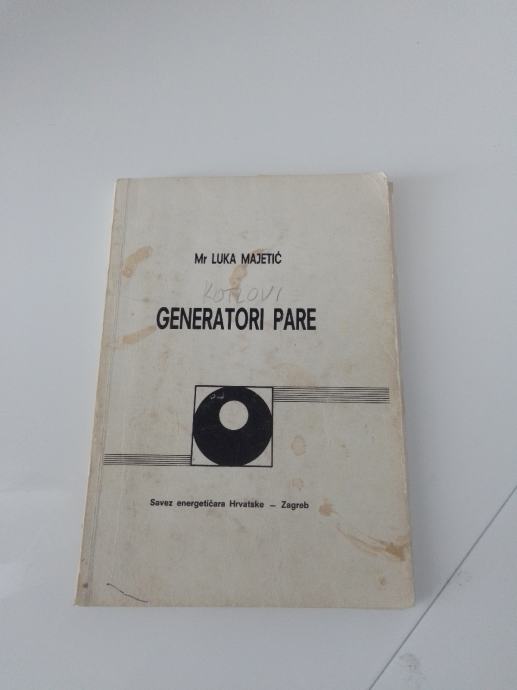 Mr LUKA MAJETIĆ
KOTLOVI
GENERATORI PARE
Savez energetičara Hrvatske – Zagreb